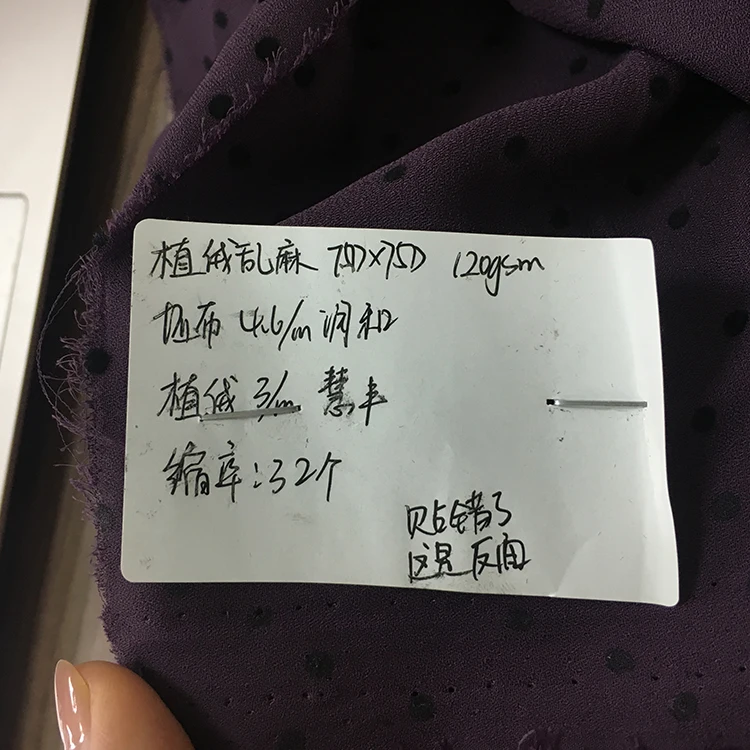 植绒乱麻 75D×75D 120gsm
坯布 4.6/m 润和
植绒 3/m 慧丰
缩率:32个
贴错了
这是反面